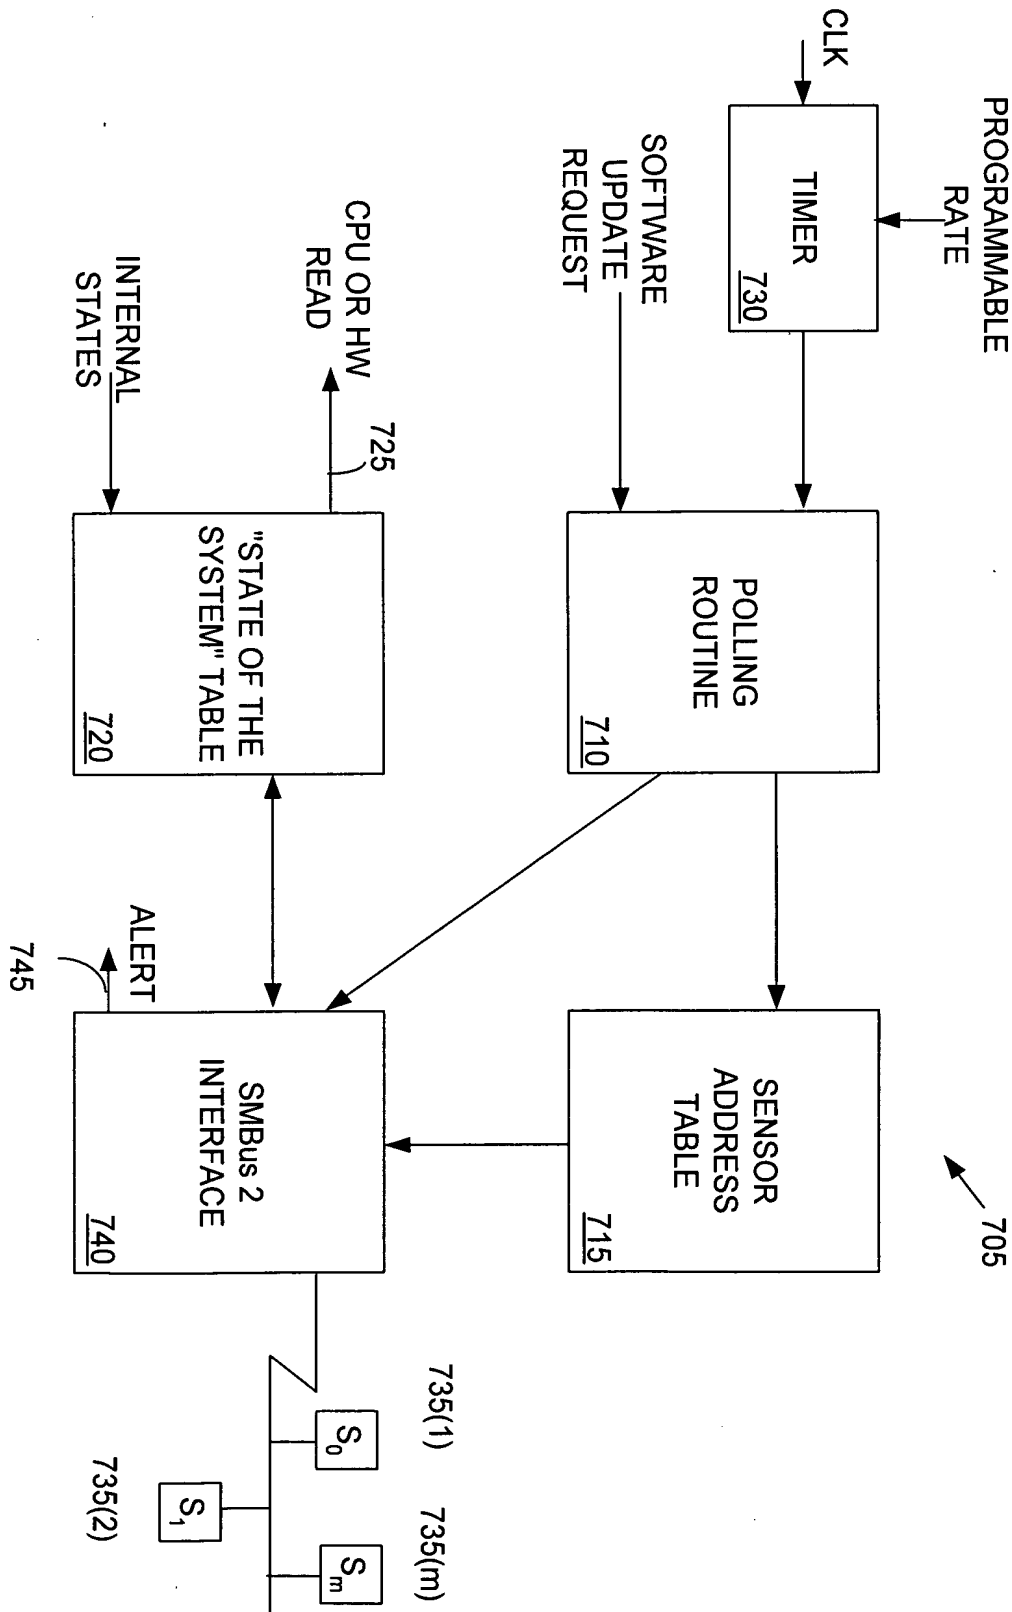 705
PROGRAMMABLE
RATE
CLK
TIMER
730
SOFTWARE
UPDATE
REQUEST
POLLING
ROUTINE
710
SENSOR
ADDRESS
TABLE
715
CPU OR HW
READ
725
INTERNAL
STATES
"STATE OF THE
SYSTEM" TABLE
720
ALERT
745
SMBus 2
INTERFACE
740
735(1)
S0
735(m)
Sm
S1
735(2)